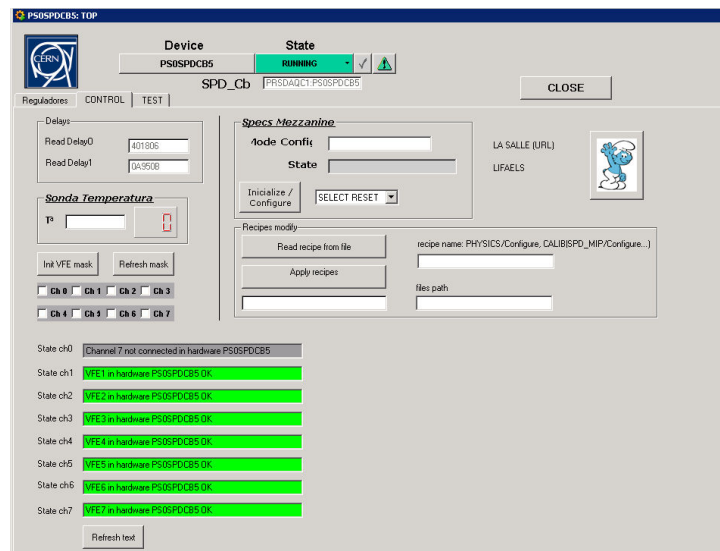 PS0SPDCB5: TOP
CERN
Device State
PS0SPDCB5 RUNNING
SPD_Cb PRSDAQC1:PS0SPDCB5
CLOSE
Reguladores CONTROL TEST
Delays
Read Delay0 401806
Read Delay1 0A950B
Sonda Temperatura
Tª 0
Init VFE mask Refresh mask
Ch 0 Ch 1 Ch 2 Ch 3
Ch 4 Ch 5 Ch 6 Ch 7
Specs Mezzanine
Mode Config
State
Inicialize /
Configure
SELECT RESET
LA SALLE (URL)
LIFAELS
Recipes modify
Read recipe from file
recipe name: PHYSICS/Configure, CALIB|SPD_MIP/Configure...)
Apply recipes
files path
State ch0 Channel 7 not connected in hardware PS0SPDCB5
State ch1 VFE1 in hardware PS0SPDCB5 OK
State ch2 VFE2 in hardware PS0SPDCB5 OK
State ch3 VFE3 in hardware PS0SPDCB5 OK
State ch4 VFE4 in hardware PS0SPDCB5 OK
State ch5 VFE5 in hardware PS0SPDCB5 OK
State ch6 VFE6 in hardware PS0SPDCB5 OK
State ch7 VFE7 in hardware PS0SPDCB5 OK
Refresh text